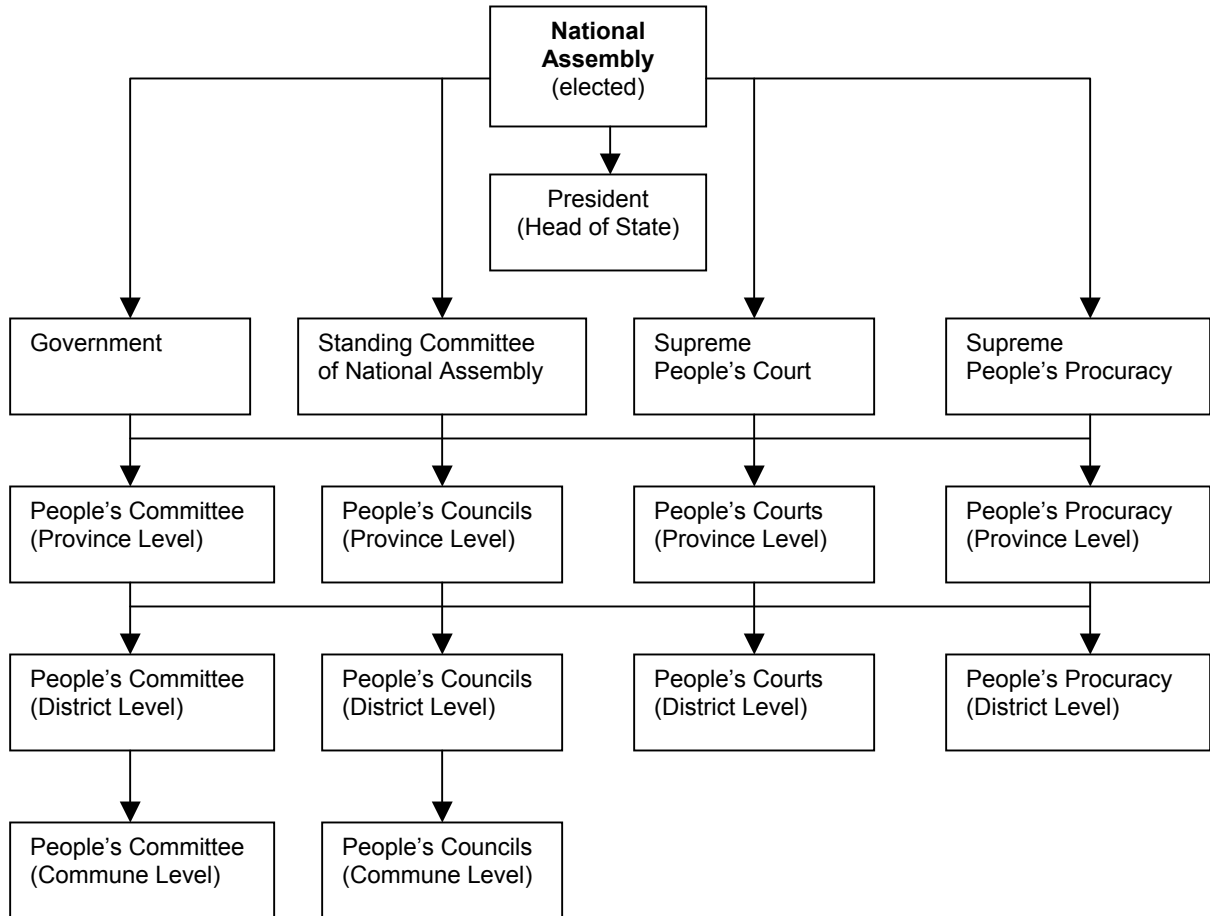 National
Assembly
(elected)
President
(Head of State)
Government
Standing Committee
of National Assembly
Supreme
People’s Court
Supreme
People’s Procuracy
People’s Committee
(Province Level)
People’s Councils
(Province Level)
People’s Courts
(Province Level)
People’s Procuracy
(Province Level)
People’s Committee
(District Level)
People’s Councils
(District Level)
People’s Courts
(District Level)
People’s Procuracy
(District Level)
People’s Committee
(Commune Level)
People’s Councils
(Commune Level)